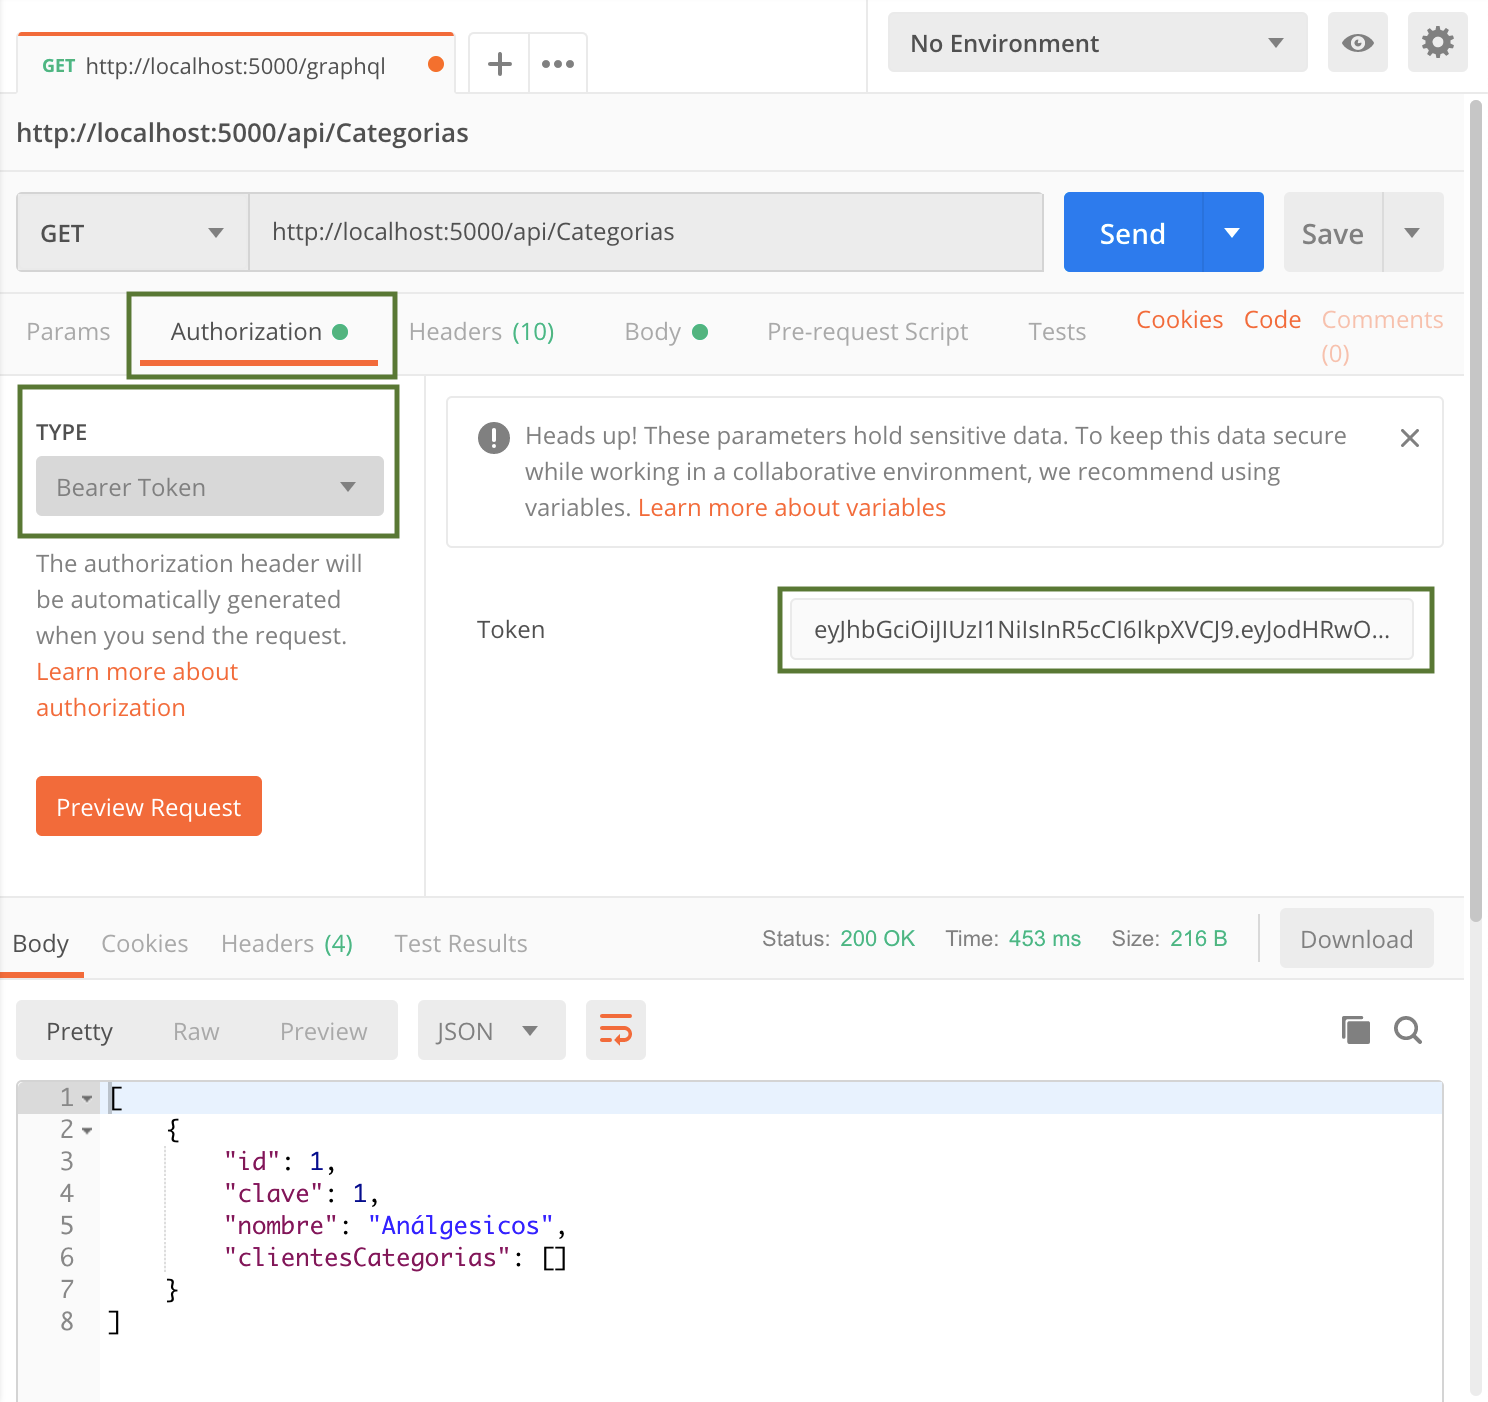 GET http://localhost:5000/graphql
No Environment
http://localhost:5000/api/Categorias
GET http://localhost:5000/api/Categorias Send Save
Params Authorization Headers (10) Body Pre-request Script Tests Cookies Code Comments (0)
TYPE
Bearer Token
The authorization header will
be automatically generated
when you send the request.
Learn more about
authorization
Preview Request
Heads up! These parameters hold sensitive data. To keep this data secure
while working in a collaborative environment, we recommend using
variables. Learn more about variables
Token eyJhbGciOiJIUzI1NiIsInR5cCI6IkpXVCJ9.eyJodHRwO...
Body Cookies Headers (4) Test Results Status: 200 OK Time: 453 ms Size: 216 B Download
Pretty Raw Preview JSON
1 [
2 {
3 "id": 1,
4 "clave": 1,
5 "nombre": "Análgesicos",
6 "clientesCategorias": []
7 }
8 ]